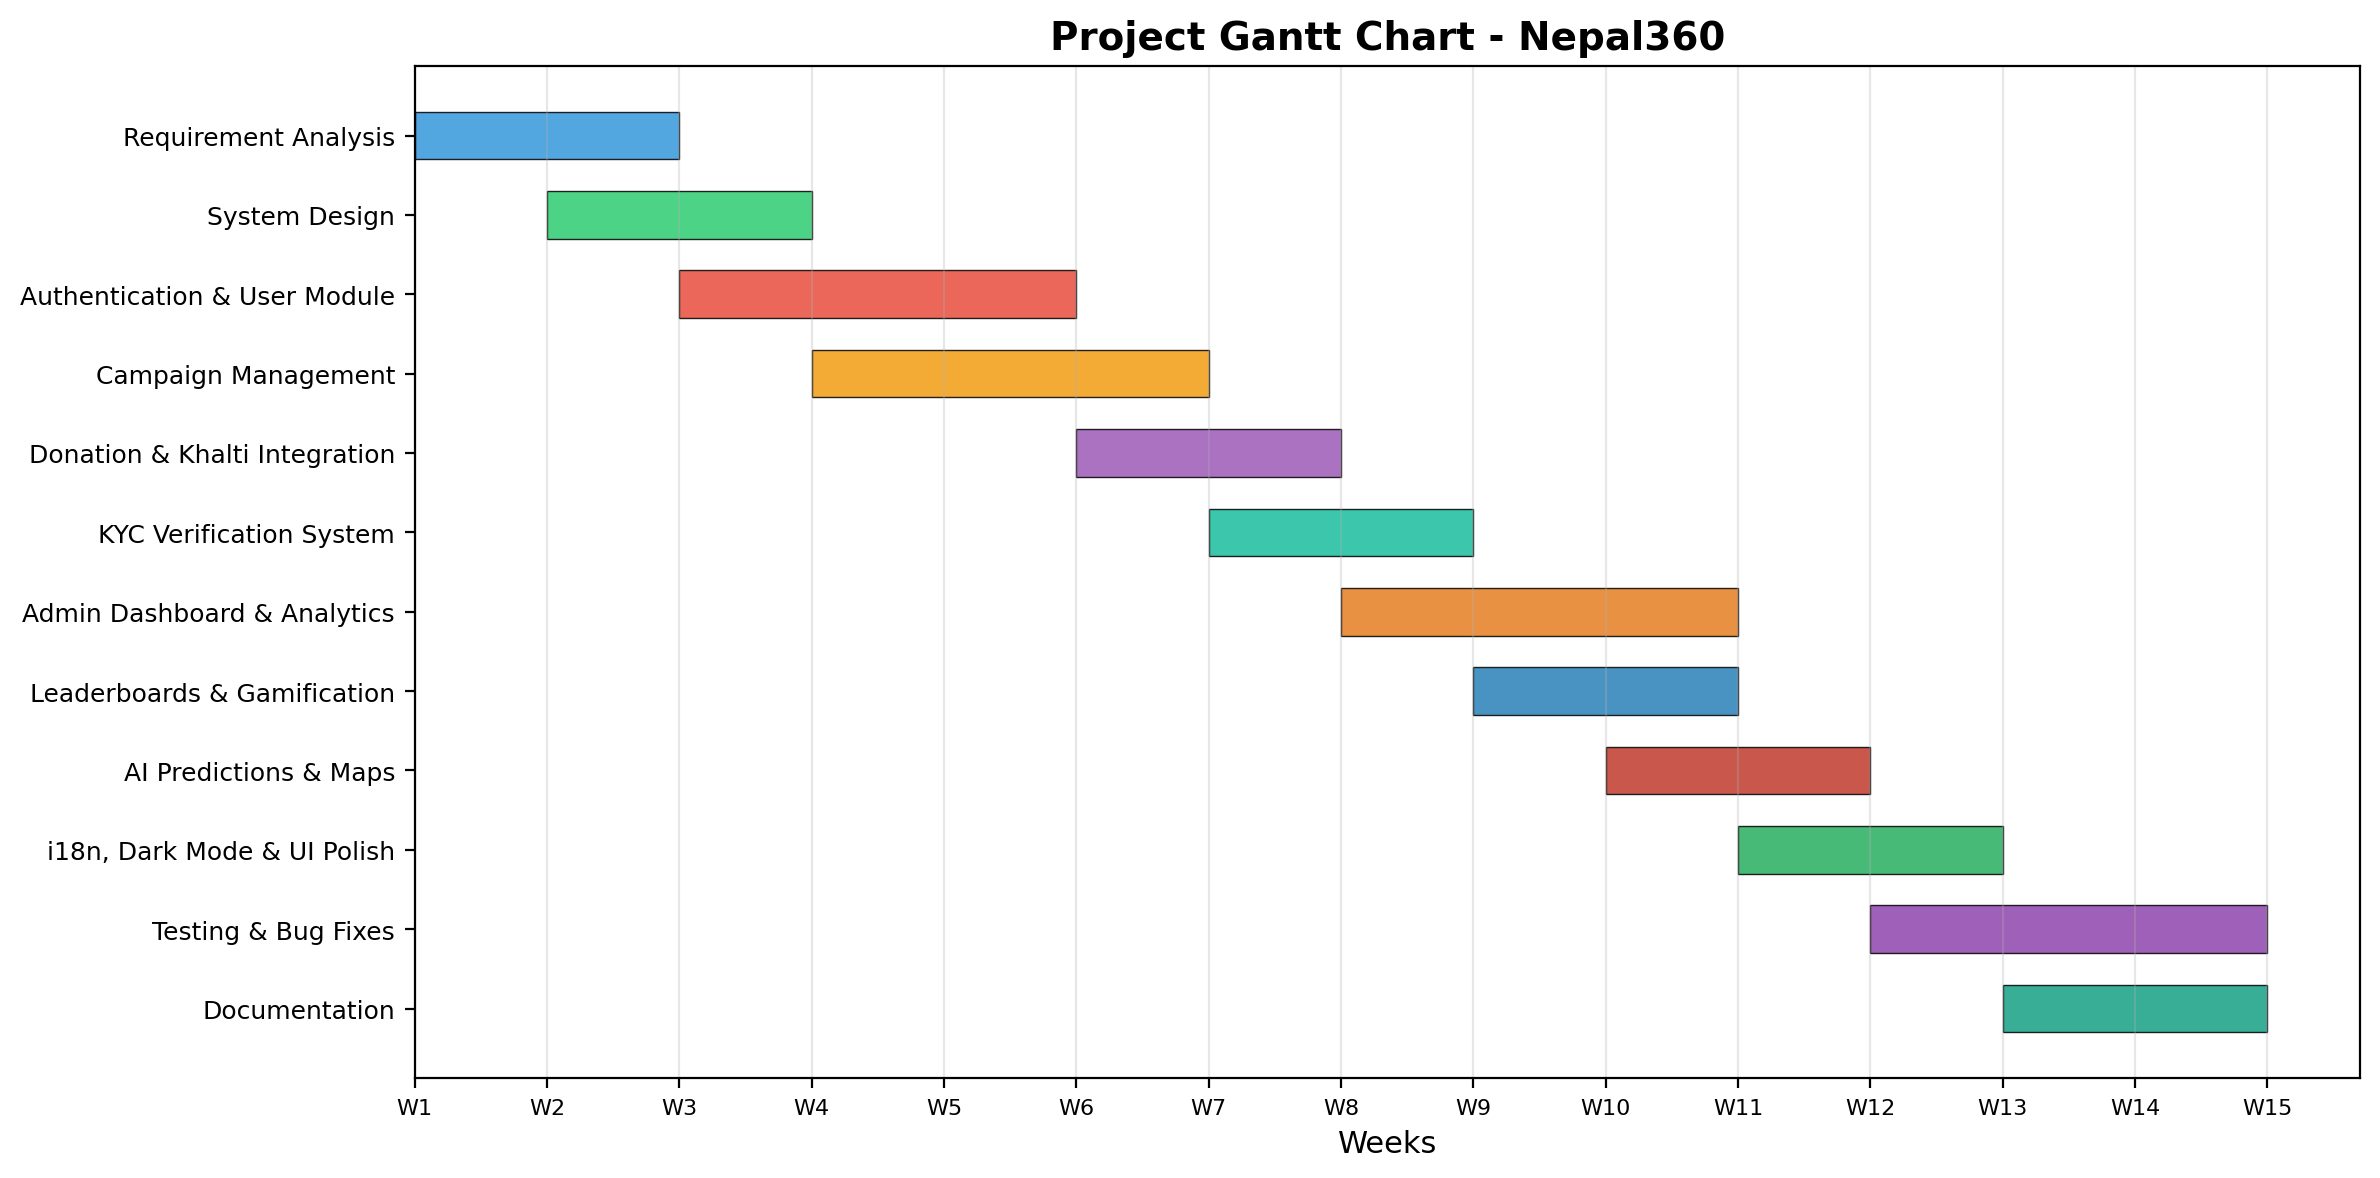 Project Gantt Chart - Nepal360
Requirement Analysis
System Design
Authentication & User Module
Campaign Management
Donation & Khalti Integration
KYC Verification System
Admin Dashboard & Analytics
Leaderboards & Gamification
AI Predictions & Maps
i18n, Dark Mode & UI Polish
Testing & Bug Fixes
Documentation
W1 W2 W3 W4 W5 W6 W7 W8 W9 W10 W11 W12 W13 W14 W15
Weeks